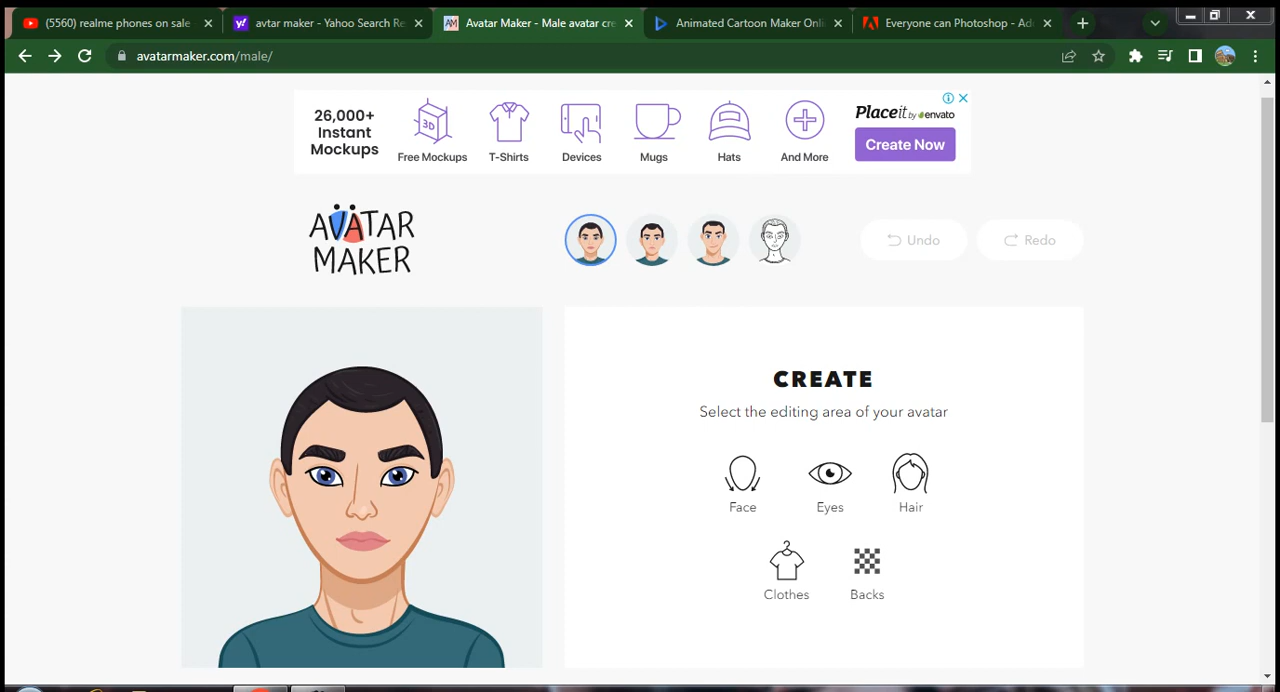 (5560) realme phones on sale
avtar maker - Yahoo Search Re
AM
Avatar Maker - Male avatar cre
Animated Cartoon Maker Onli
Everyone can Photoshop - Ado
avatarmaker.com/male/
26,000+
Instant
Mockups
3D
Free Mockups
T-Shirts
Devices
Mugs
Hats
And More
Placeit by envato
Create Now
AVATAR
MAKER
Undo
Redo
CREATE
Select the editing area of your avatar
Face
Eyes
Hair
Clothes
Backs